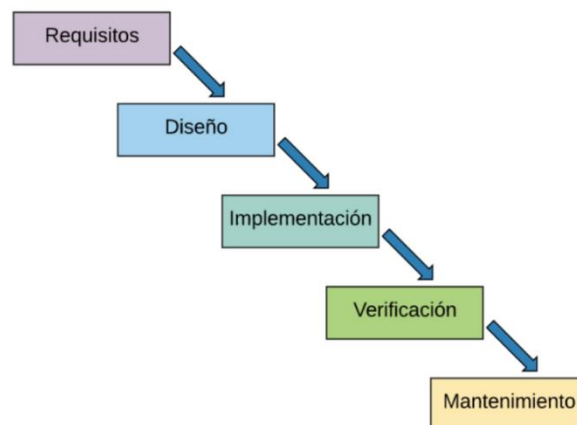 Requisitos
Diseño
Implementación
Verificación
Mantenimiento